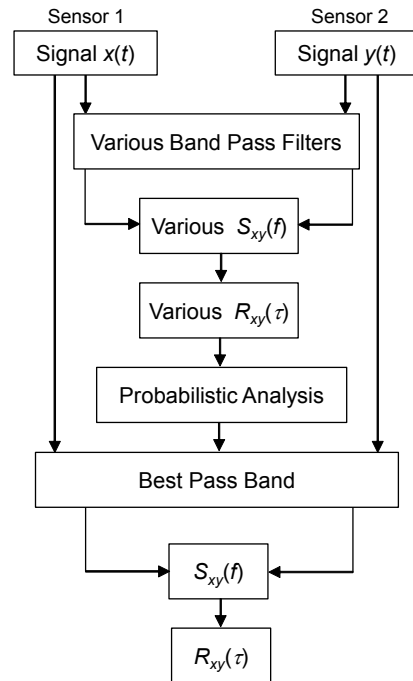 Sensor 1
Sensor 2
Signal x(t)
Signal y(t)
Various Band Pass Filters
Various Sxy(f)
Various Rxy(τ)
Probabilistic Analysis
Best Pass Band
Sxy(f)
Rxy(τ)